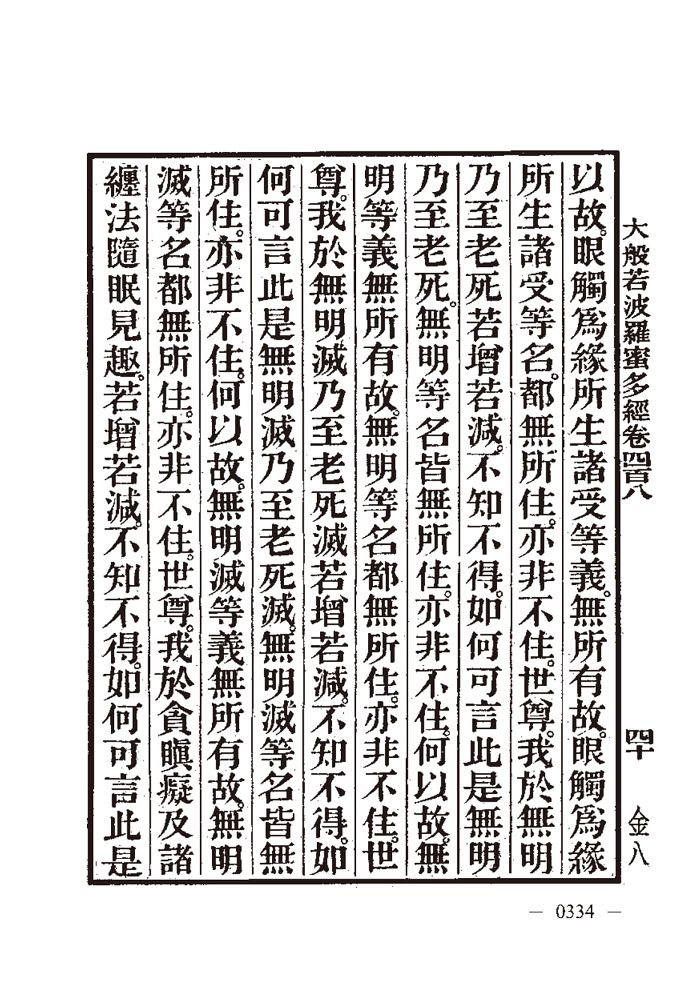 大般若波羅蜜多經卷四百八
四十
金八
以故。眼觸爲緣所生諸受等義。無所有故。眼觸爲緣
所生諸受等名。都無所住。亦非不住。世尊。我於無明
乃至老死若增若減。不知不得。如何可言此是無明
乃至老死。無明等名皆無所住。亦非不住。何以故。無
明等義無所有故。無明等名都無所住。亦非不住。世
尊。我於無明滅乃至老死滅若增若減。不知不得。如
何可言此是無明滅乃至老死滅。無明滅等名皆無
所住。亦非不住。何以故。無明滅等義無所有故。無明
滅等名都無所住。亦非不住。世尊。我於貪瞋癡及諸
纏法隨眠見趣。若增若減。不知不得。如何可言此是
— 0334 —